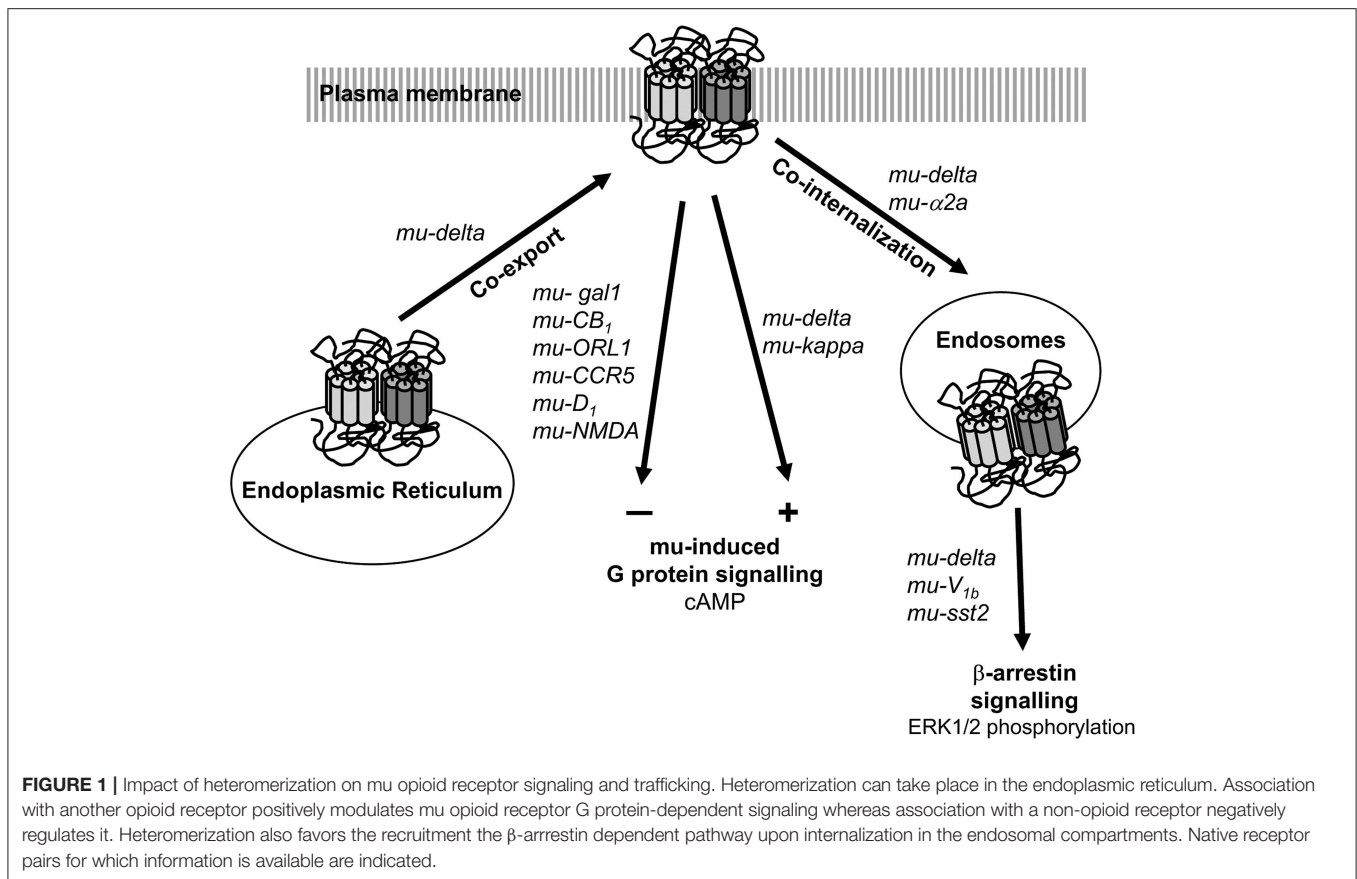 Plasma membrane
mu-delta
Co-export
Co-internalization
mu-delta
mu-α2a
mu- gal1
mu-CB₁
mu-ORL1
mu-CCR5
mu-D₁
mu-NMDA
mu-delta
mu-kappa
Endosomes
Endoplasmic Reticulum
— +
mu-induced
G protein signalling
cAMP
mu-delta
mu-V₁b
mu-sst2
β-arrestin
signalling
ERK1/2 phosphorylation
FIGURE 1 | Impact of heteromerization on mu opioid receptor signaling and trafficking. Heteromerization can take place in the endoplasmic reticulum. Association
with another opioid receptor positively modulates mu opioid receptor G protein-dependent signaling whereas association with a non-opioid receptor negatively
regulates it. Heteromerization also favors the recruitment the β-arrrestin dependent pathway upon internalization in the endosomal compartments. Native receptor
pairs for which information is available are indicated.